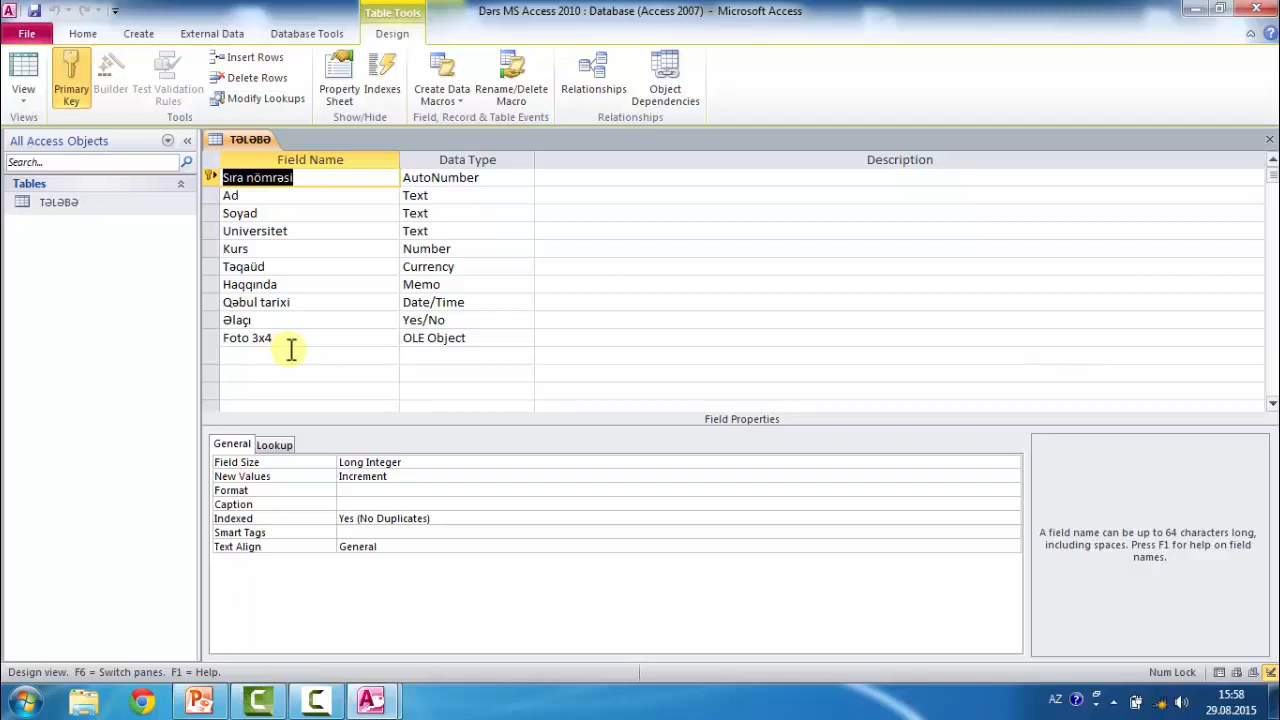 Table Tools
Dərs MS Access 2010 : Database (Access 2007) - Microsoft Access
File Home Create External Data Database Tools Design
View
Primary Key
Builder
Test Validation Rules
Insert Rows
Delete Rows
Modify Lookups
Property Sheet
Indexes
Create Data Macros
Rename/Delete Macro
Relationships
Object Dependencies
Views Tools Show/Hide Field, Record & Table Events Relationships
All Access Objects
Search...
Tables
TƏLƏBƏ
TƏLƏBƏ
Field Name Data Type Description
Sıra nömrəsi AutoNumber
Ad Text
Soyad Text
Universitet Text
Kurs Number
Təqaüd Currency
Haqqında Memo
Qəbul tarixi Date/Time
Əlaçı Yes/No
Foto 3x4 OLE Object
Field Properties
General Lookup
Field Size Long Integer
New Values Increment
Format
Caption
Indexed Yes (No Duplicates)
Smart Tags
Text Align General
A field name can be up to 64 characters long,
including spaces. Press F1 for help on field
names.
Design view. F6 = Switch panes. F1 = Help. Num Lock
AZ 15:58
29.08.2015